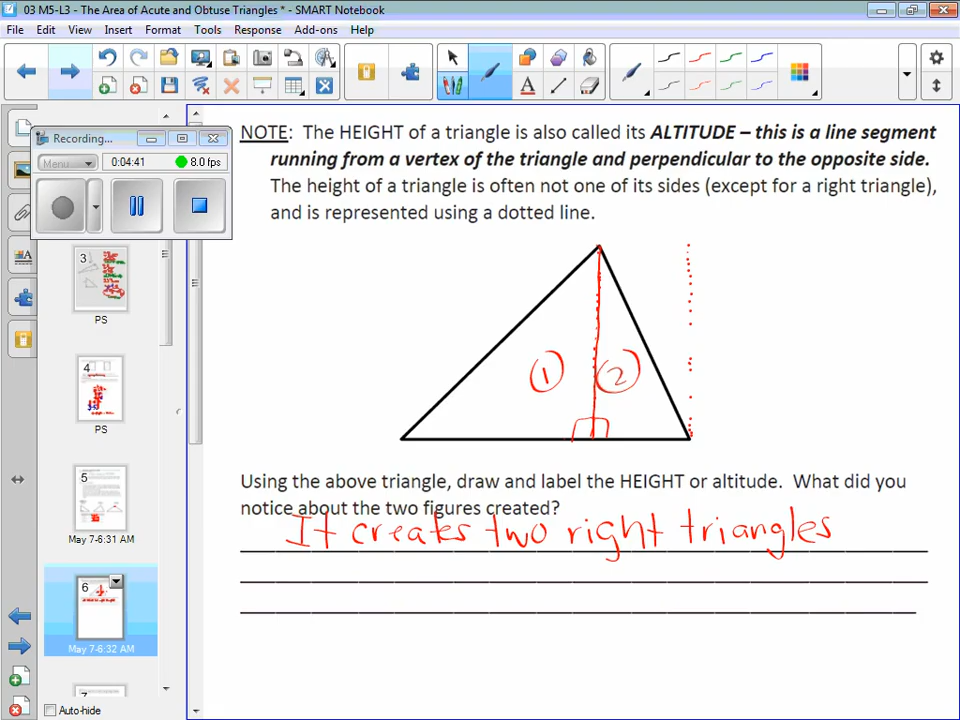 03 M5-L3 – The Area of Acute and Obtuse Triangles * - SMART Notebook
File Edit View Insert Format Tools Response Add-ons Help
Recording...
Menu 0:04:41 8.0 fps
3
PS
4
PS
5
May 7-6:31 AM
6
May 7-6:32 AM
Auto-hide
NOTE: The HEIGHT of a triangle is also called its ALTITUDE – this is a line segment
running from a vertex of the triangle and perpendicular to the opposite side.
The height of a triangle is often not one of its sides (except for a right triangle),
and is represented using a dotted line.
1 2
Using the above triangle, draw and label the HEIGHT or altitude. What did you
notice about the two figures created?
It creates two right triangles